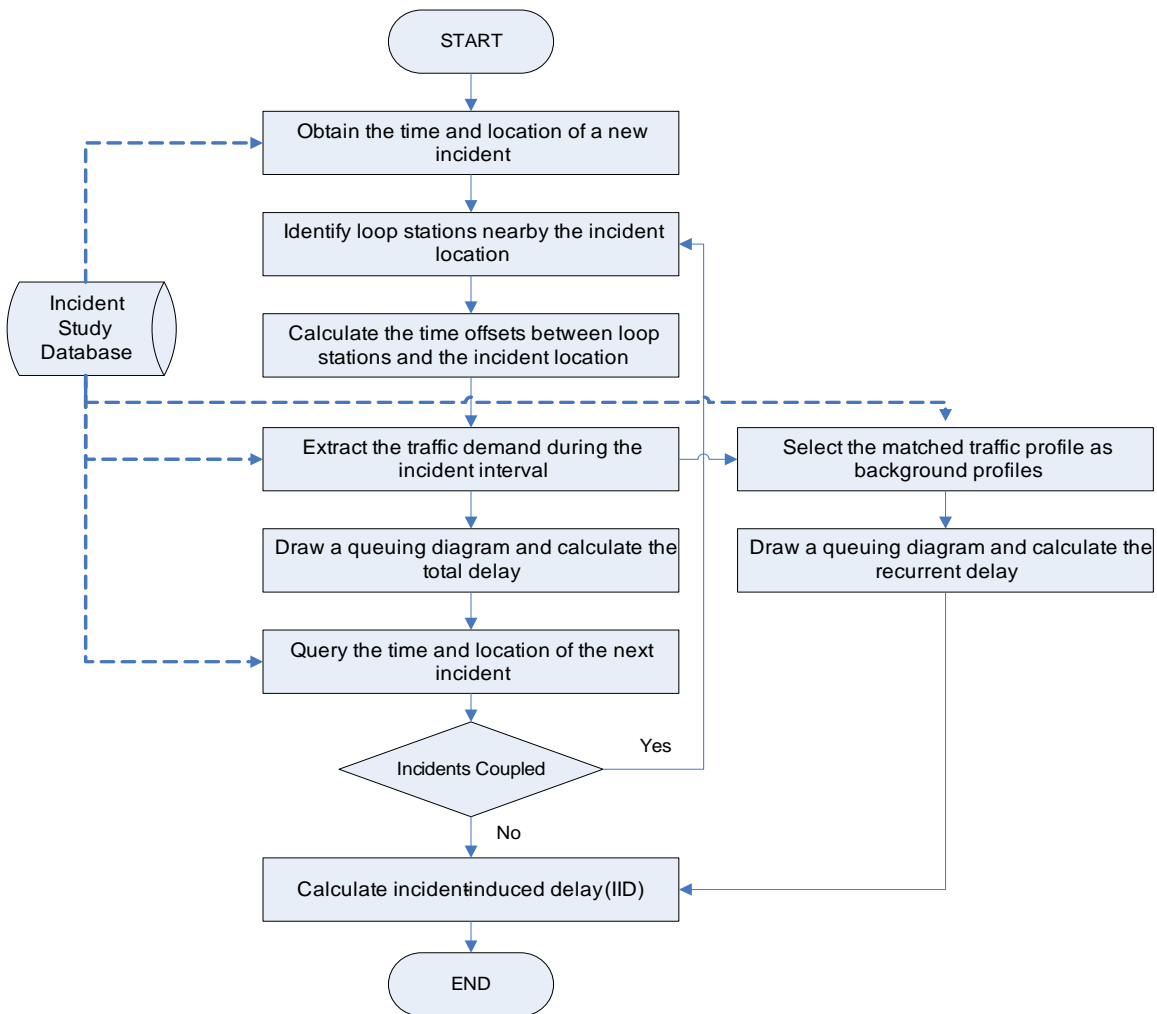 START
Obtain the time and location of a new
incident
Identify loop stations nearby the incident
location
Incident
Study
Database
Calculate the time offsets between loop
stations and the incident location
Extract the traffic demand during the
incident interval
Select the matched traffic profile as
background profiles
Draw a queuing diagram and calculate the
total delay
Draw a queuing diagram and calculate the
recurrent delay
Query the time and location of the next
incident
Yes
Incidents Coupled
No
Calculate incident-induced delay(IID)
END